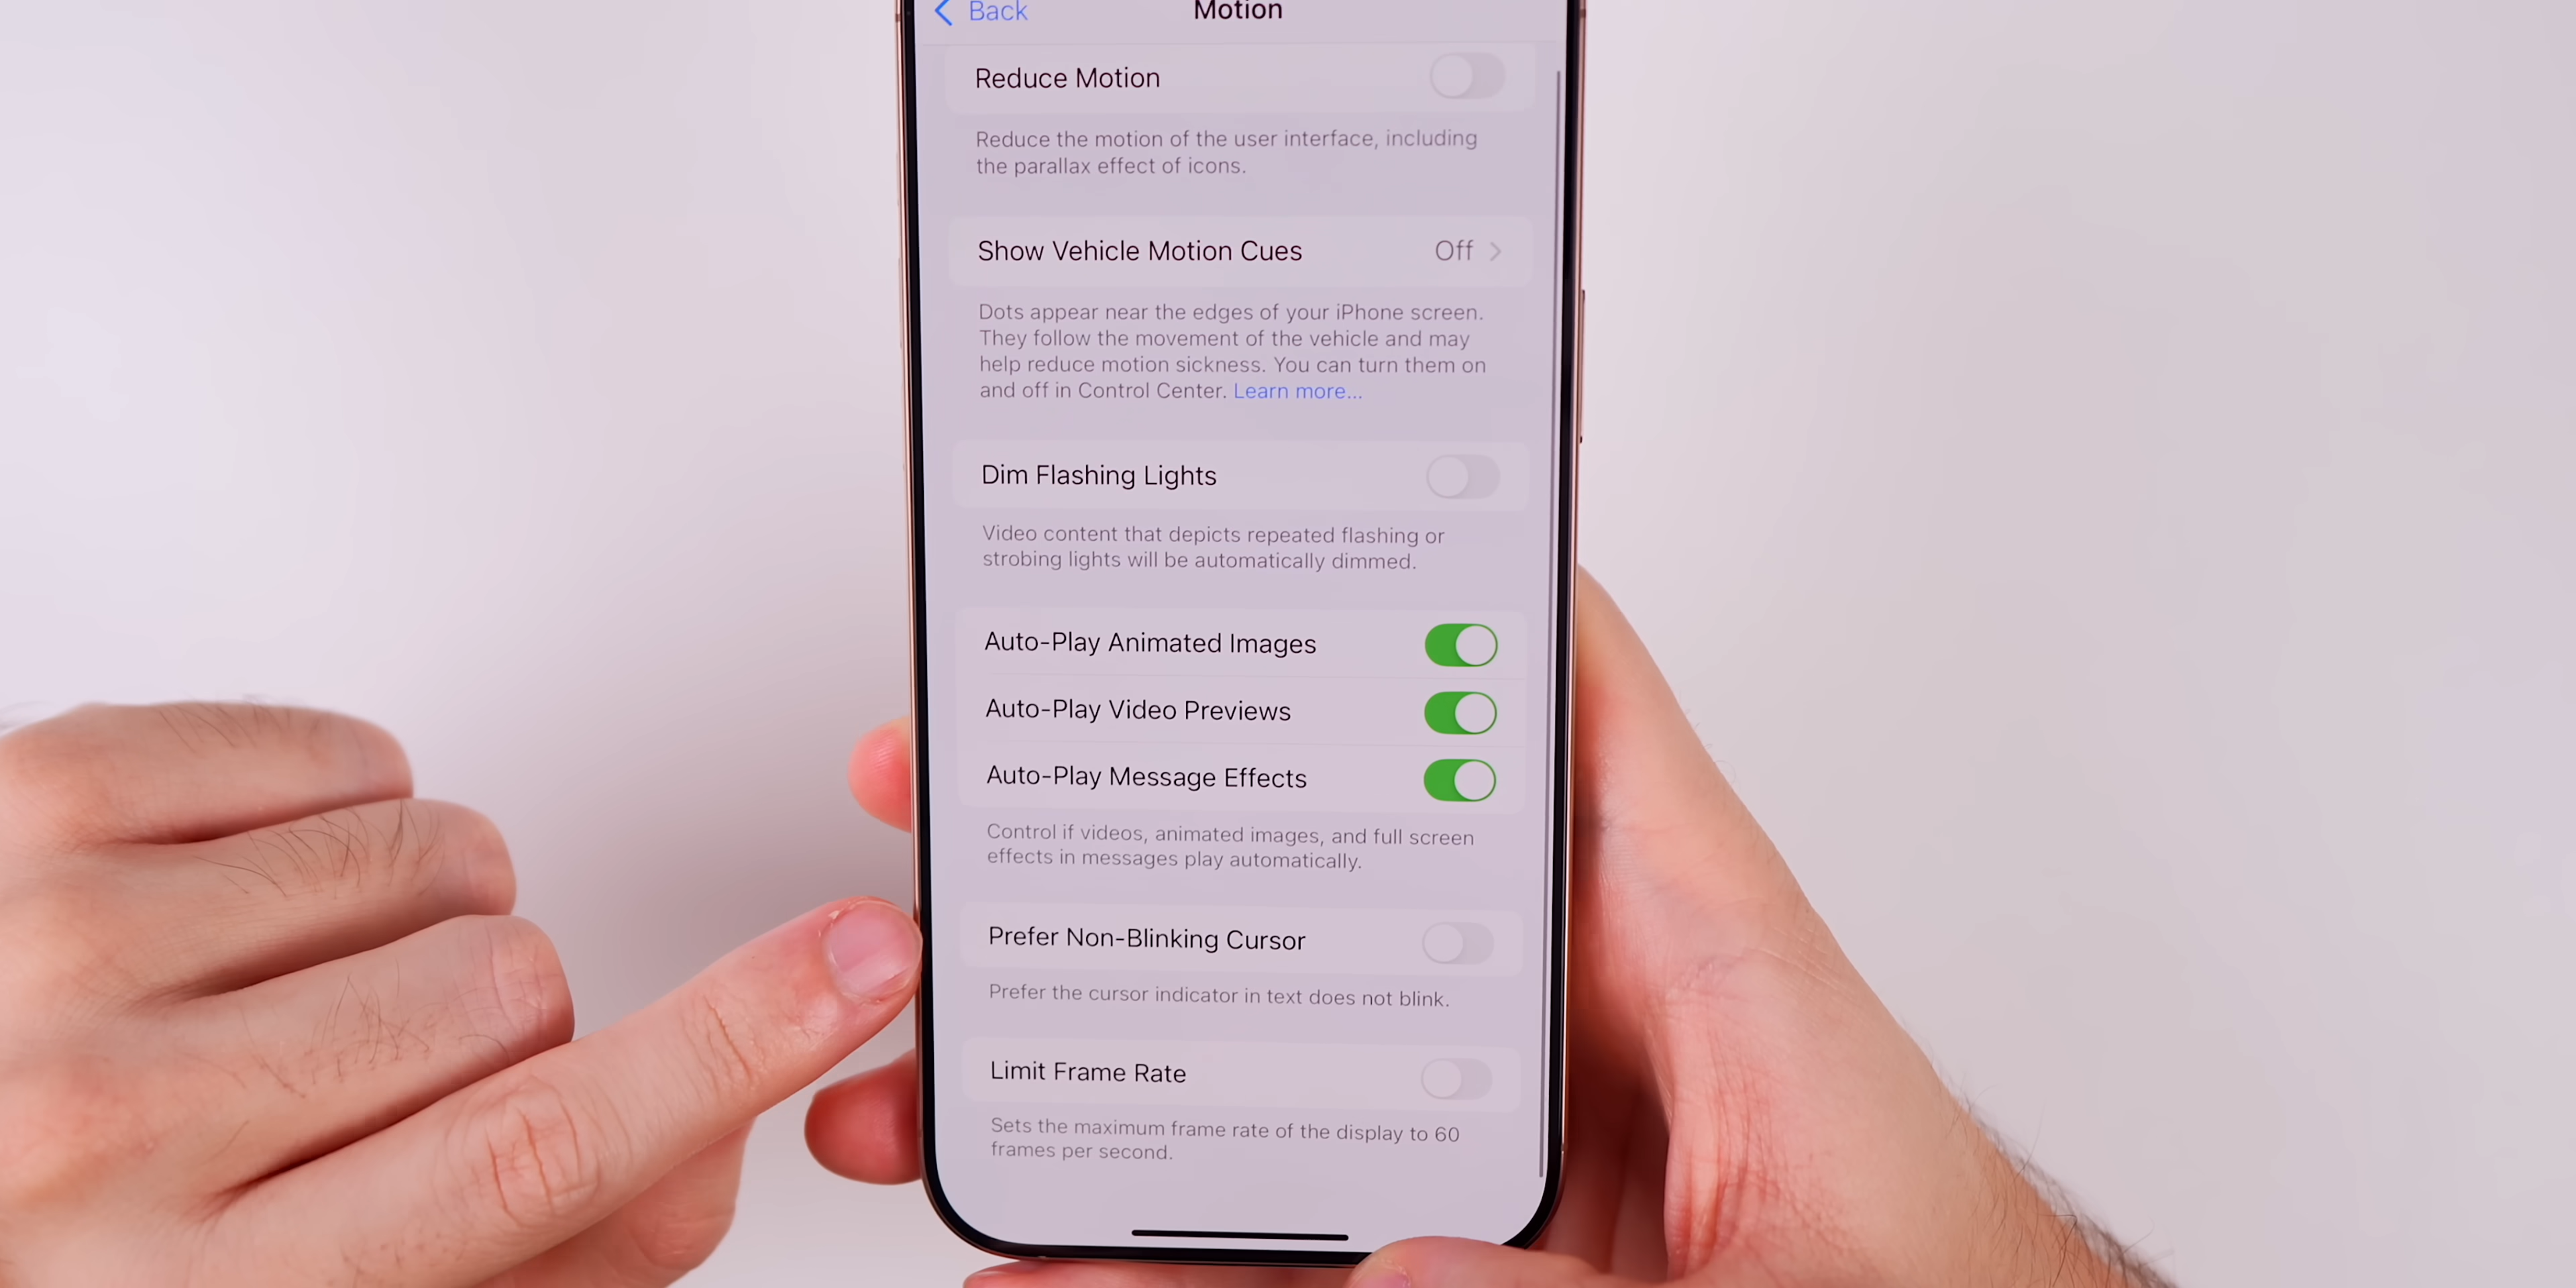 Back
Motion
Reduce Motion
Reduce the motion of the user interface, including
the parallax effect of icons.
Show Vehicle Motion Cues
Off
Dots appear near the edges of your iPhone screen.
They follow the movement of the vehicle and may
help reduce motion sickness. You can turn them on
and off in Control Center. Learn more...
Dim Flashing Lights
Video content that depicts repeated flashing or
strobing lights will be automatically dimmed.
Auto-Play Animated Images
Auto-Play Video Previews
Auto-Play Message Effects
Control if videos, animated images, and full screen
effects in messages play automatically.
Prefer Non-Blinking Cursor
Prefer the cursor indicator in text does not blink.
Limit Frame Rate
Sets the maximum frame rate of the display to 60
frames per second.